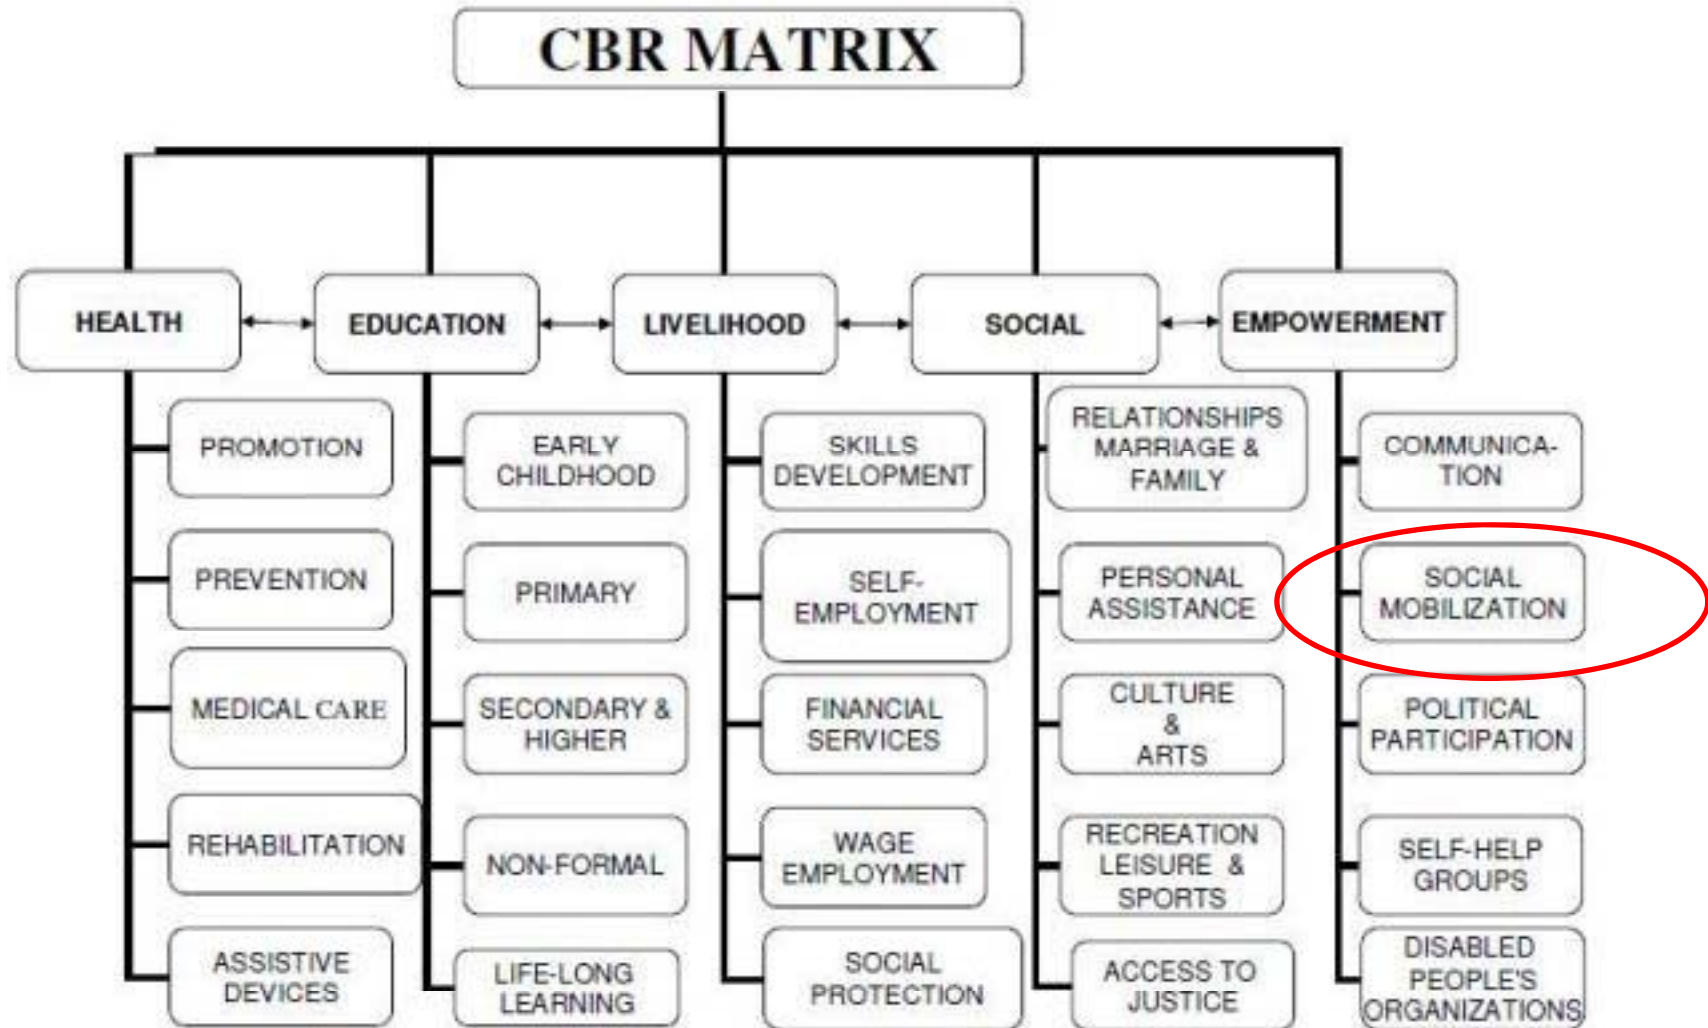 CBR MATRIX
HEALTH
EDUCATION
LIVELIHOOD
SOCIAL
EMPOWERMENT
PROMOTION
PREVENTION
MEDICAL CARE
REHABILITATION
ASSISTIVE
DEVICES
EARLY
CHILDHOOD
PRIMARY
SECONDARY &
HIGHER
NON-FORMAL
LIFE-LONG
LEARNING
SKILLS
DEVELOPMENT
SELF-
EMPLOYMENT
FINANCIAL
SERVICES
WAGE
EMPLOYMENT
SOCIAL
PROTECTION
RELATIONSHIPS
MARRIAGE &
FAMILY
PERSONAL
ASSISTANCE
CULTURE
&
ARTS
RECREATION
LEISURE &
SPORTS
ACCESS TO
JUSTICE
COMMUNICA-
TION
SOCIAL
MOBILIZATION
POLITICAL
PARTICIPATION
SELF-HELP
GROUPS
DISABLED
PEOPLE'S
ORGANIZATIONS